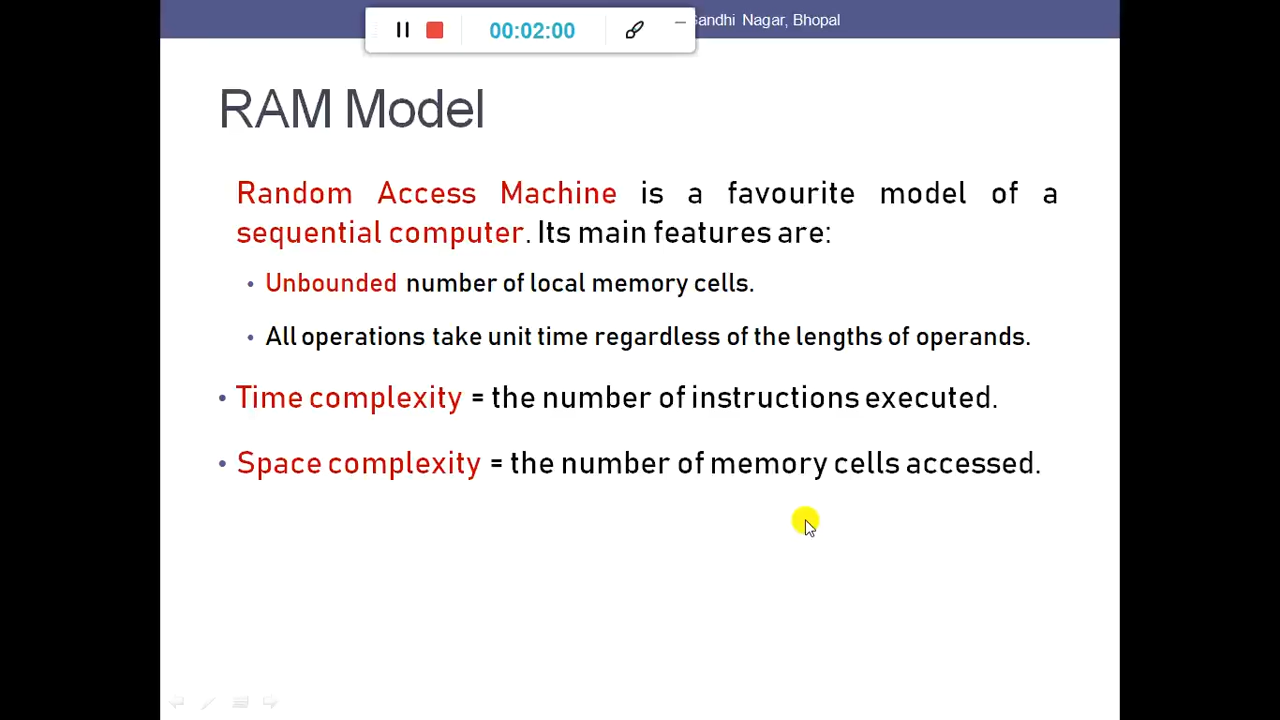 Gandhi Nagar, Bhopal
00:02:00
RAM Model
Random Access Machine is a favourite model of a
sequential computer. Its main features are:
• Unbounded number of local memory cells.
• All operations take unit time regardless of the lengths of operands.
• Time complexity = the number of instructions executed.
• Space complexity = the number of memory cells accessed.